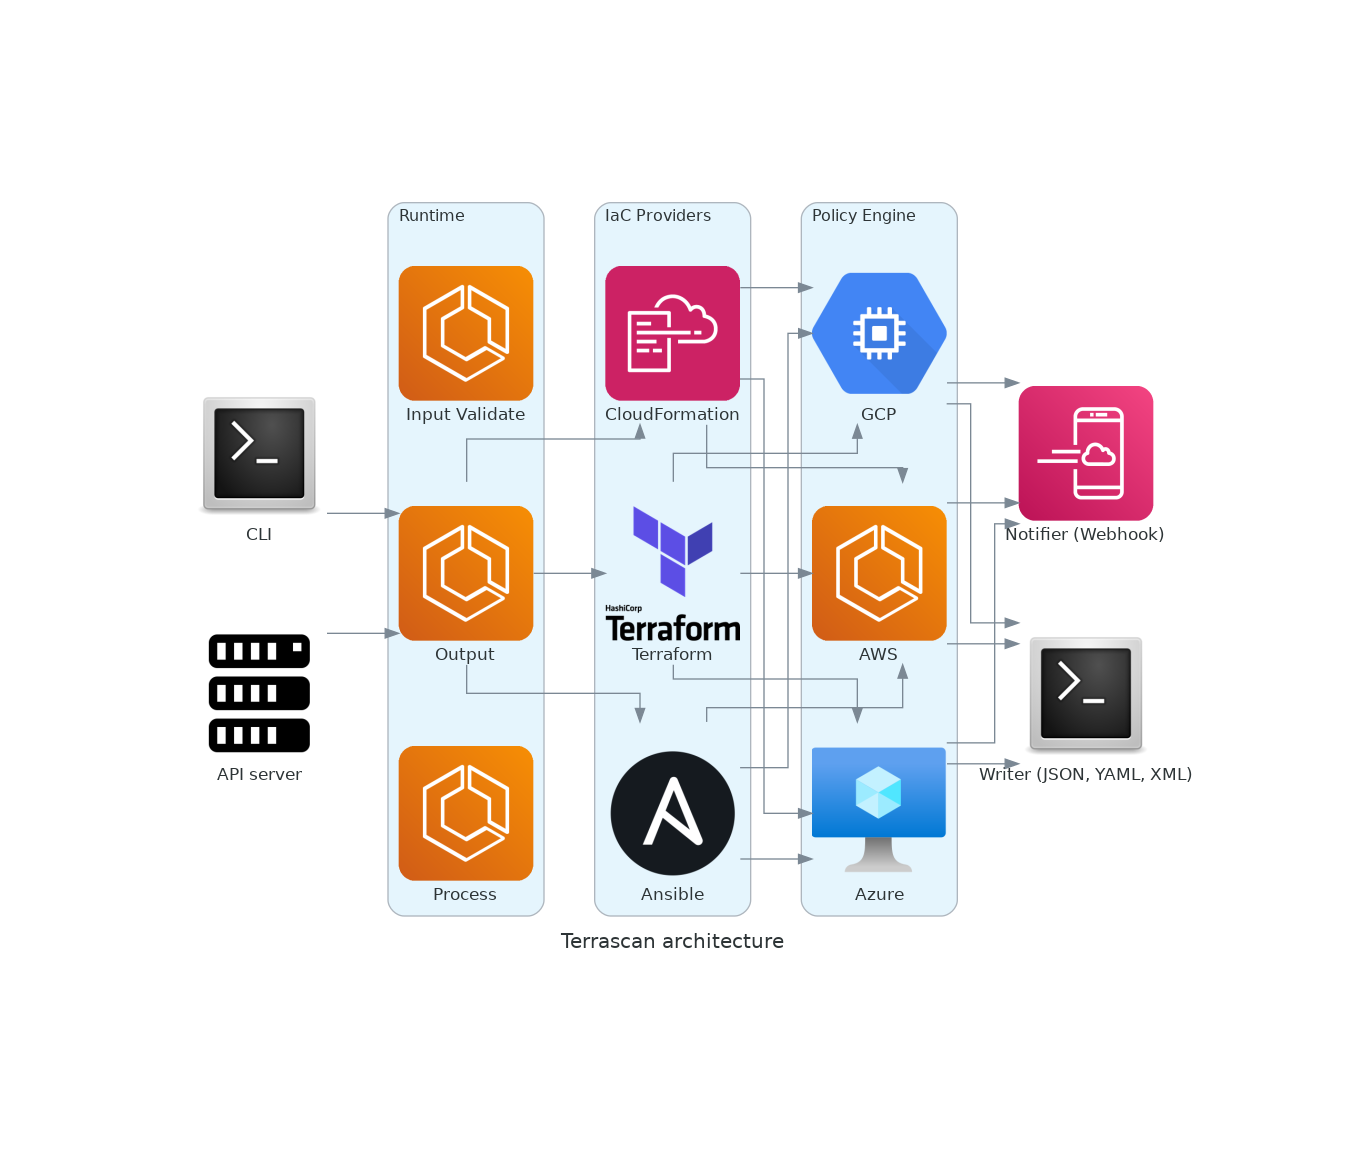 Runtime
IaC Providers
Policy Engine
Input Validate
CloudFormation
GCP
CLI
Notifier (Webhook)
HashiCorp
Terraform
Output
Terraform
AWS
API server
Writer (JSON, YAML, XML)
Process
Ansible
Azure
Terrascan architecture